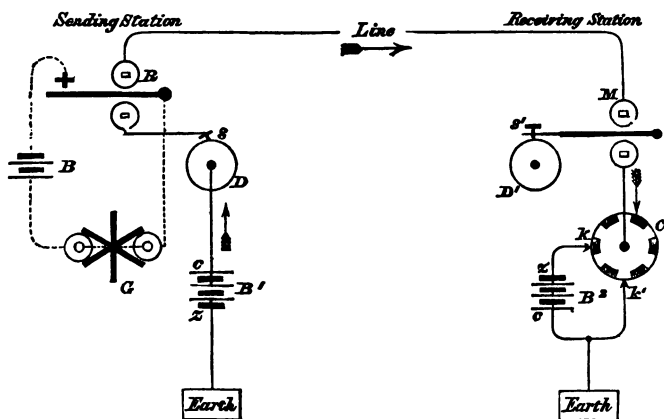 Sending Station
Line
Receiving Station
R
M
S
S'
B
D
D'
C
k
G
c
z
B'
z
c
B²
k'
Earth
Earth